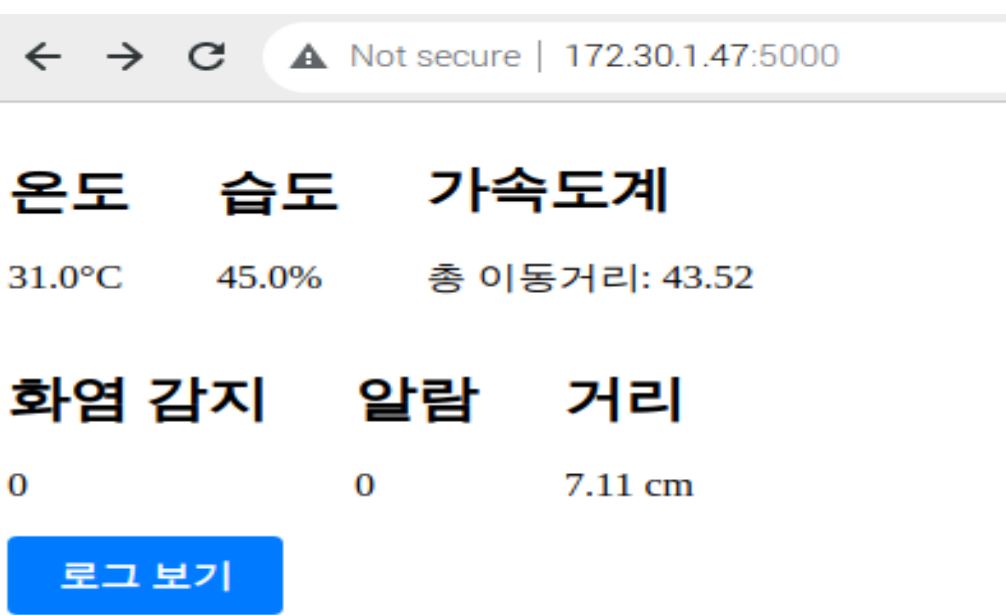 Not secure | 172.30.1.47:5000
온도 습도 가속도계
31.0°C 45.0% 총 이동거리: 43.52
화염 감지 알람 거리
0 0 7.11 cm
로그 보기